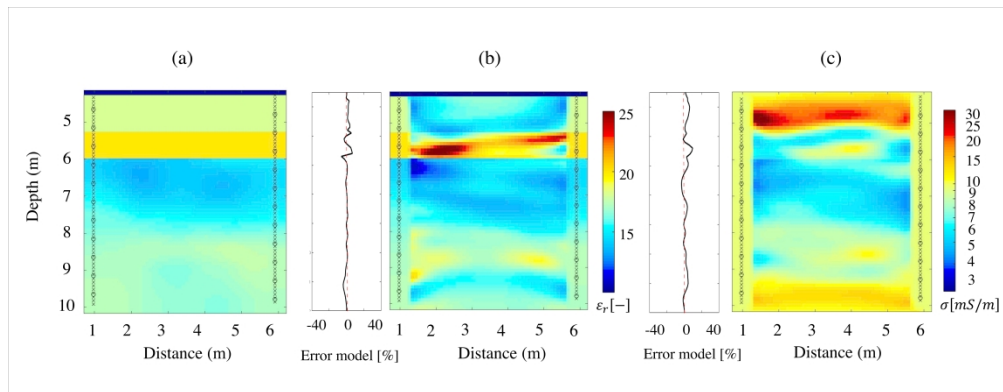 (a)
(b)
(c)
Depth (m)
5
6
7
8
9
10
1 2 3 4 5 6
Distance (m)
-40 0 40
Error model [%]
1 2 3 4 5 6
Distance (m)
25
20
15
εr[−]
-40 0 40
Error model [%]
1 2 3 4 5 6
Distance (m)
30
20
15
10
9
8
7
6
5
4
3
σ[mS/m]